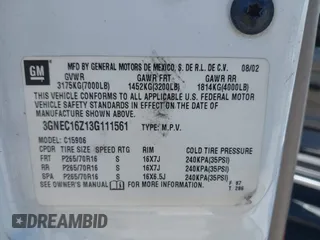 GM
MFD BY GENERAL MOTORS DE MEXICO, S. DE R.L. DE C.V. 08/02
GVWR GAWR FRT GAWR RR
3175KG(7000LB) 1452KG(3200LB) 1814KG(4000LB)
THIS VEHICLE CONFORMS TO ALL APPLICABLE U.S. FEDERAL
MOTOR VEHICLE SAFETY STANDARDS IN EFFECT ON THE DATE OF
MANUFACTURE SHOWN ABOVE.
3GNEC16Z13G111561 TYPE: M.P.V.
MODEL: C15906
CPDR TIRE SIZE SPEED RTG RIM COLD TIRE PRESSURE
FRT P265/70R16 S 16X7J 240KPA(35PSI)
RR P265/70R16 S 16X7J 240KPA(35PSI)
SPA P265/70R16 S 16X6.5J 240KPA(35PSI)
SEE OWNER'S MANUAL FOR MORE INFORMATION.
DIDI.BID